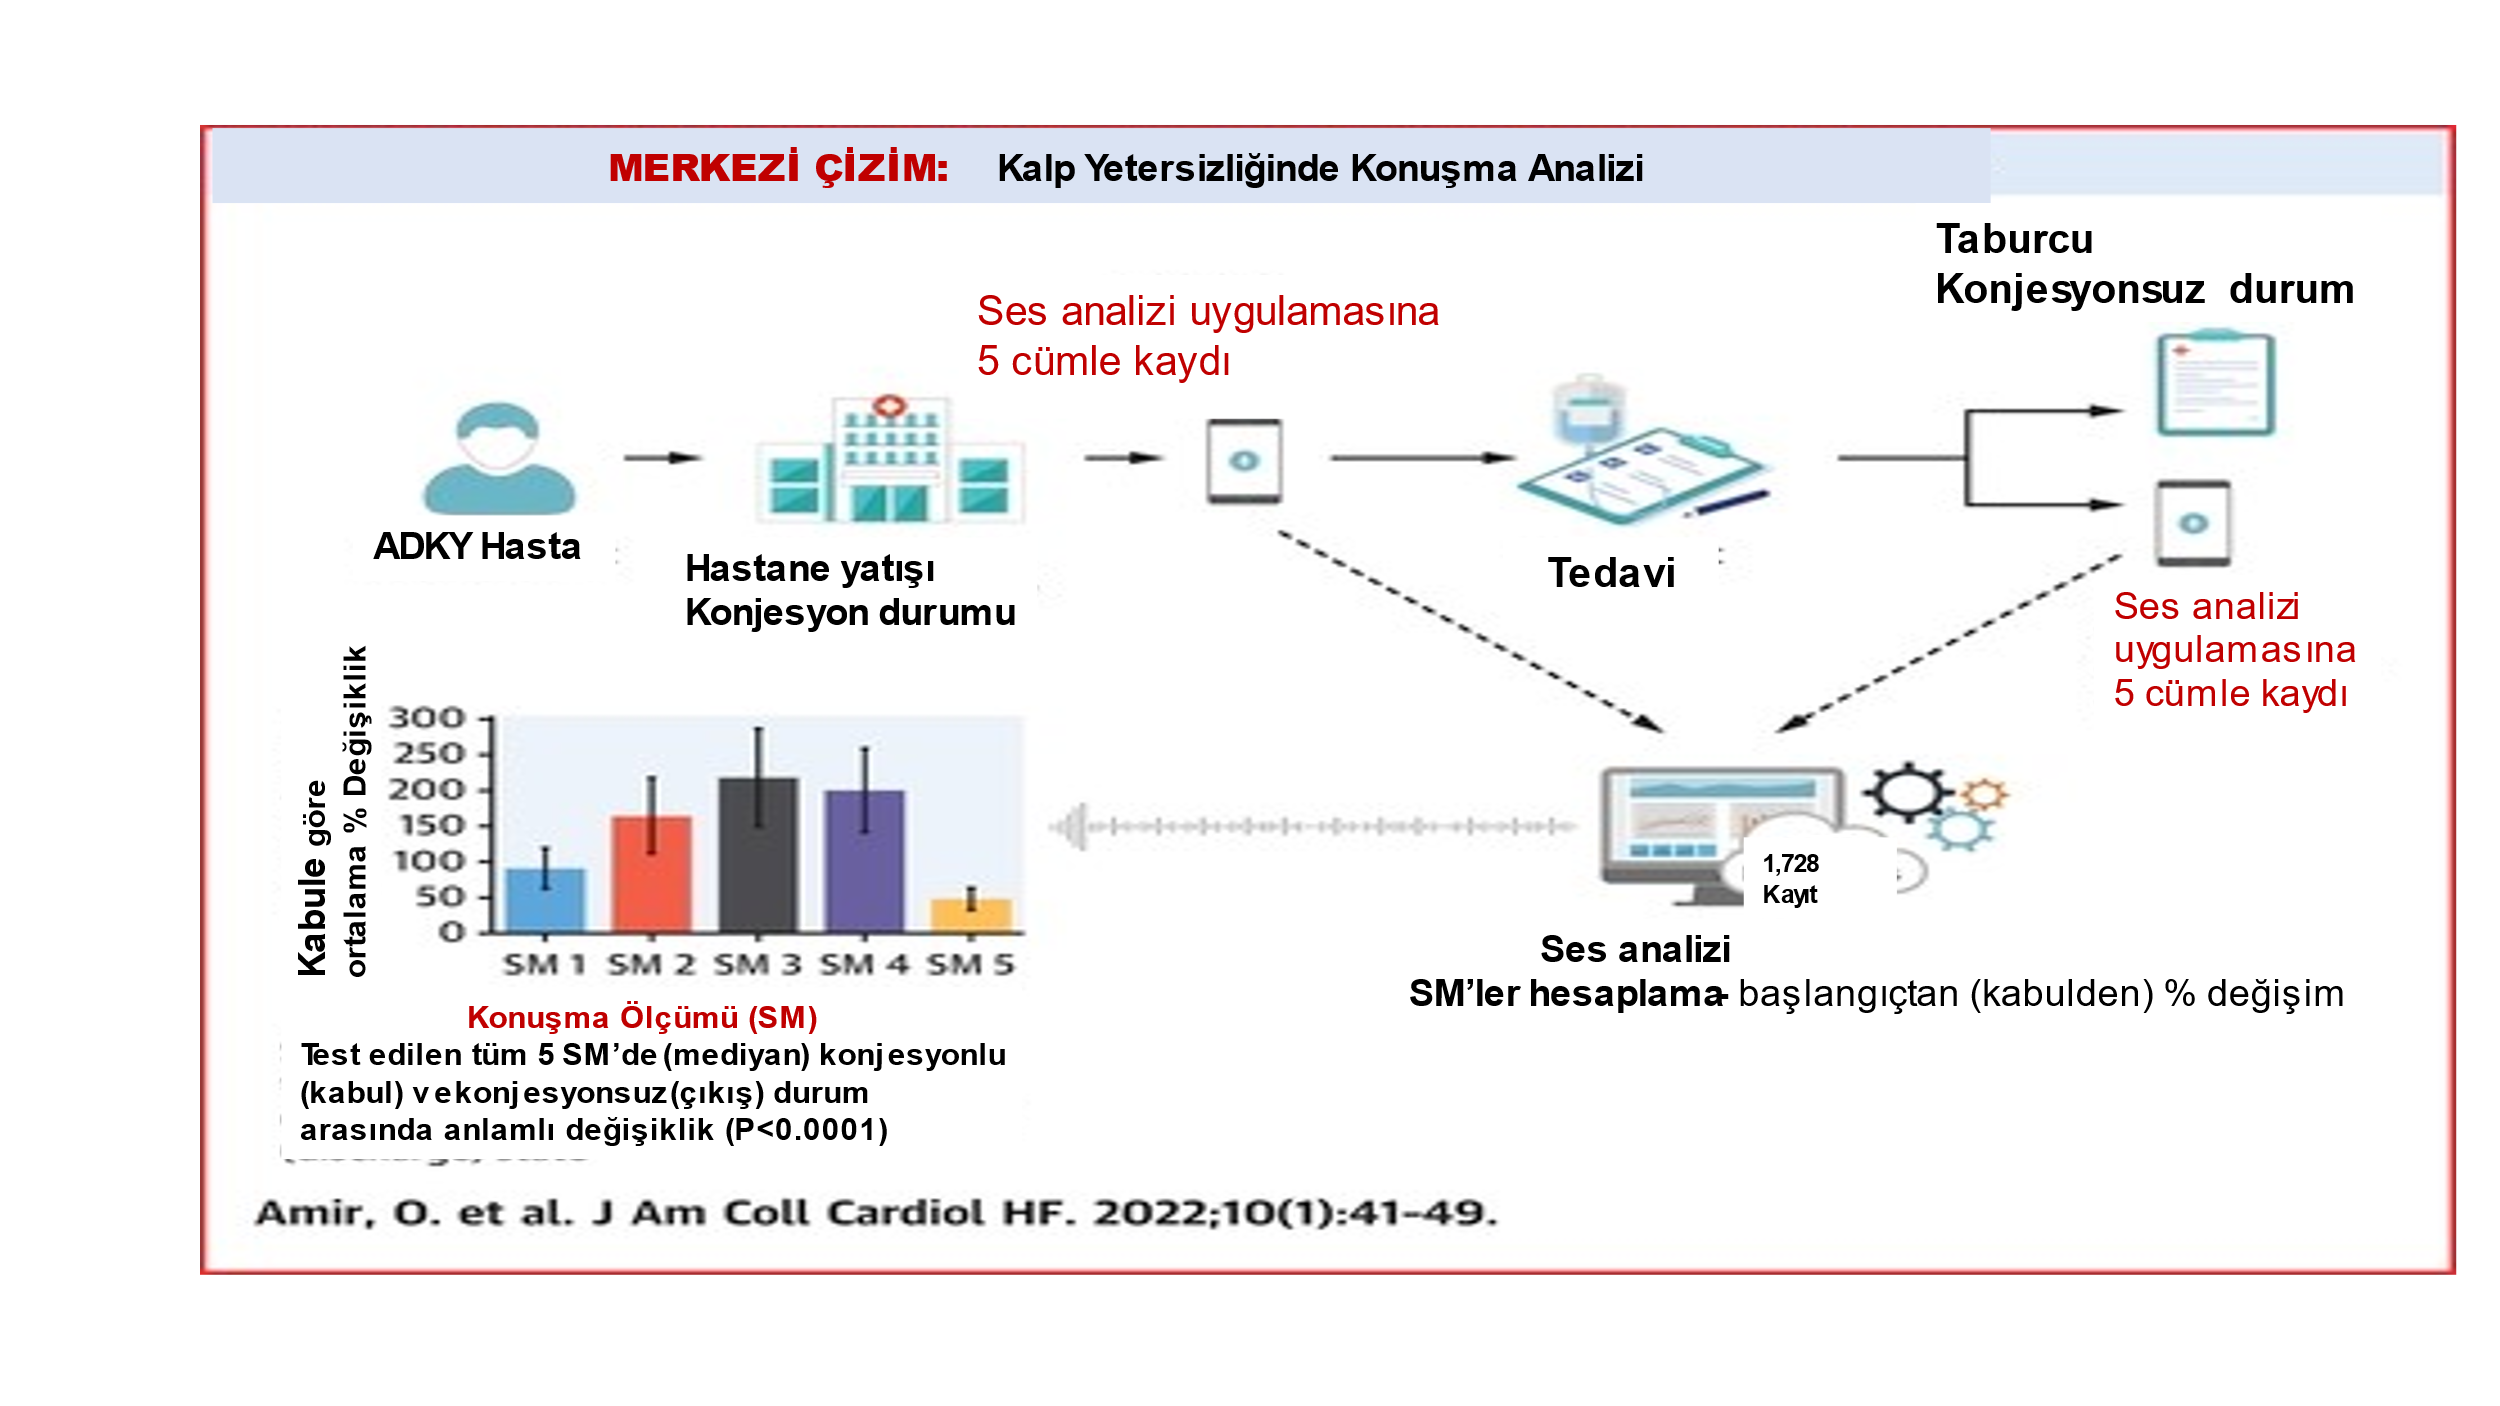 MERKEZİ ÇİZİM: Kalp Yetersizliğinde Konuşma Analizi
Taburcu
Konjesyonsuz durum
Ses analizi uygulamasına
5 cümle kaydı
ADKY Hasta
Hastane yatışı
Konjesyon durumu
Tedavi
Ses analizi
uygulamasına
5 cümle kaydı
Kabule göre
ortalama % Değişiklik
300
250
200
150
100
50
0
SM 1 SM 2 SM 3 SM 4 SM 5
Konuşma Ölçümü (SM)
Test edilen tüm 5 SM’de (mediyan) konjesyonlu
(kabul) ve konjesyonsuz (çıkış) durum
arasında anlamlı değişiklik (P<0.0001)
1,728
Kayıt
Ses analizi
SM’ler hesaplama- başlangıçtan (kabulden) % değişim
Amir, O. et al. J Am Coll Cardiol HF. 2022;10(1):41-49.